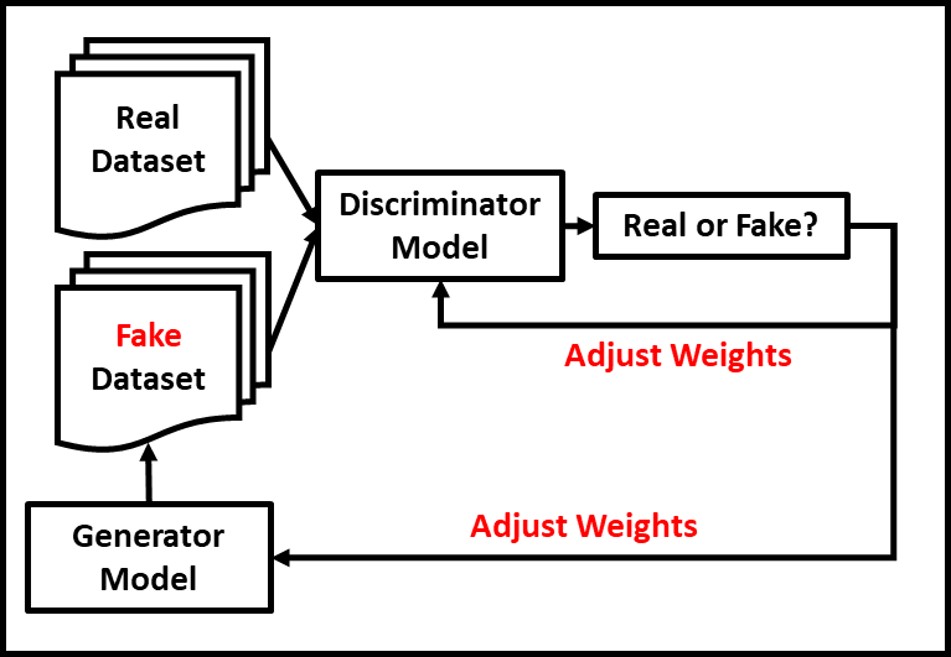 Real
Dataset
Discriminator
Model
Real or Fake?
Fake
Dataset
Adjust Weights
Generator
Model
Adjust Weights